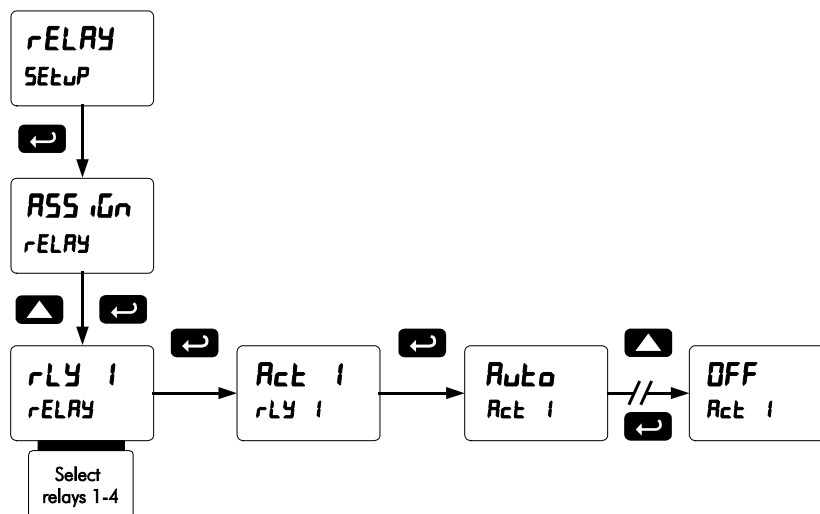 rELAY
SEtuP
ASSiGn
rELAY
rLY 1
rELAY
Act 1
rLY 1
Auto
Act 1
OFF
Act 1
Select
relays 1-4